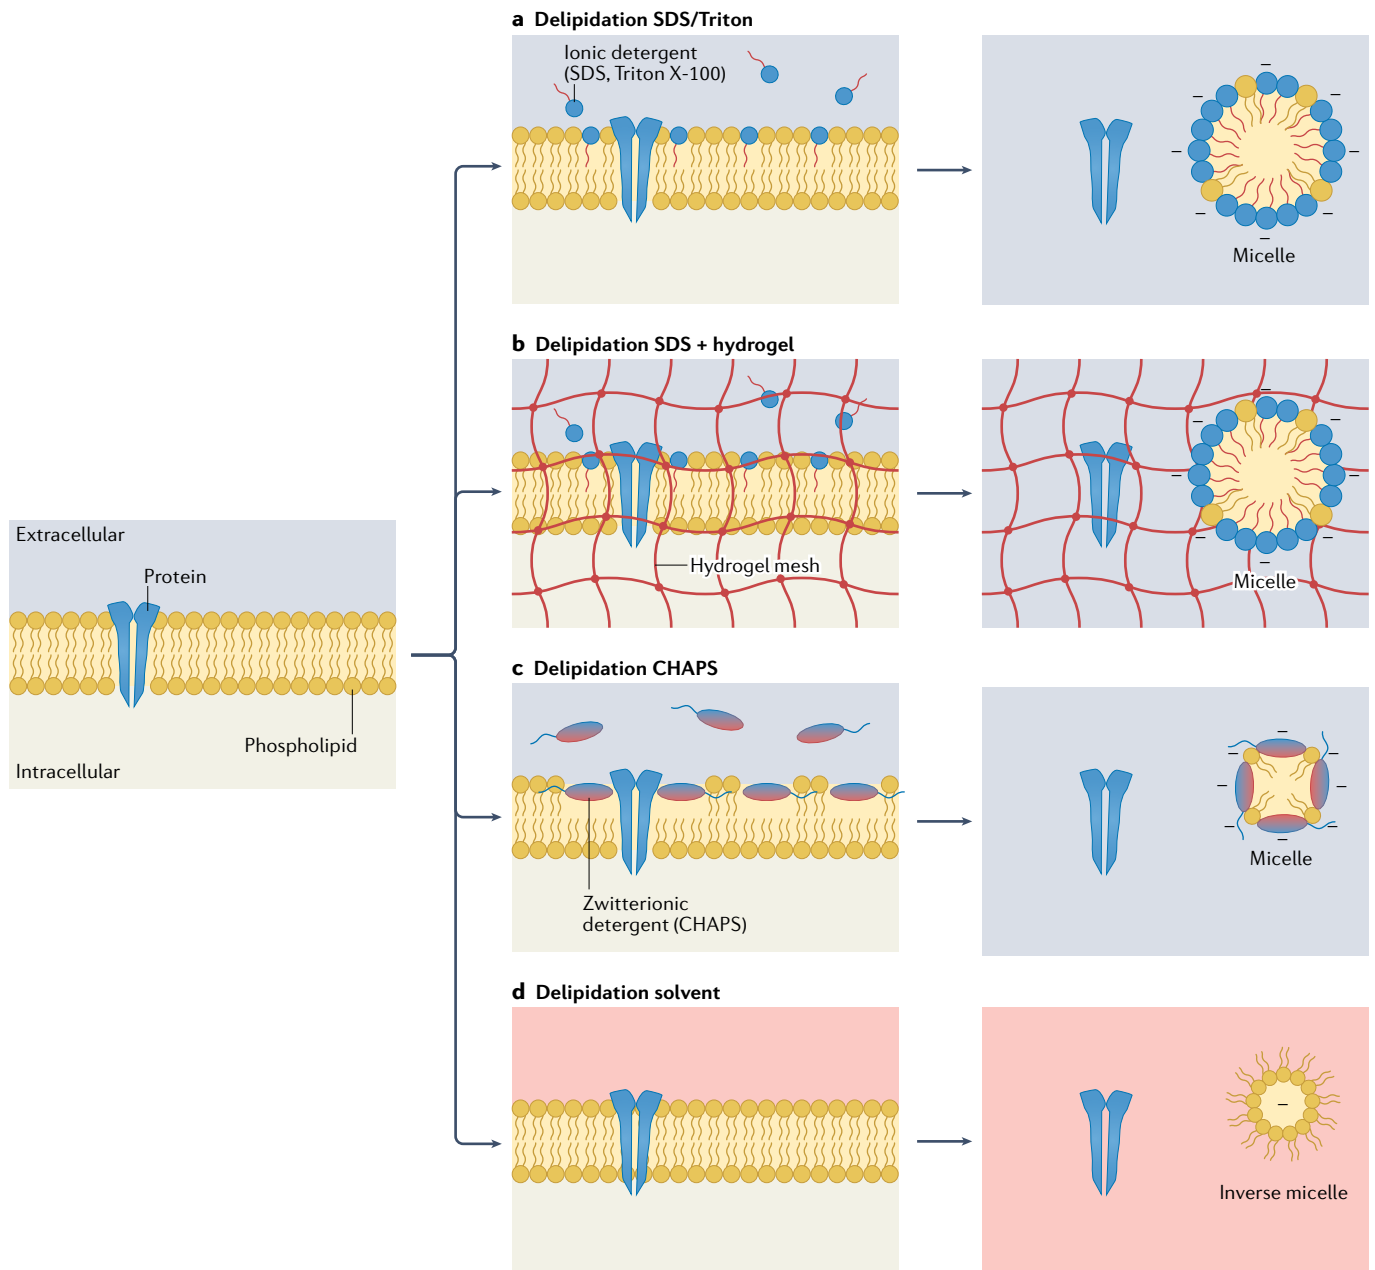 a Delipidation SDS/Triton
Ionic detergent
(SDS, Triton X-100)
Micelle
b Delipidation SDS + hydrogel
Hydrogel mesh
Micelle
Extracellular
Protein
Phospholipid
Intracellular
c Delipidation CHAPS
Zwitterionic
detergent (CHAPS)
Micelle
d Delipidation solvent
Inverse micelle